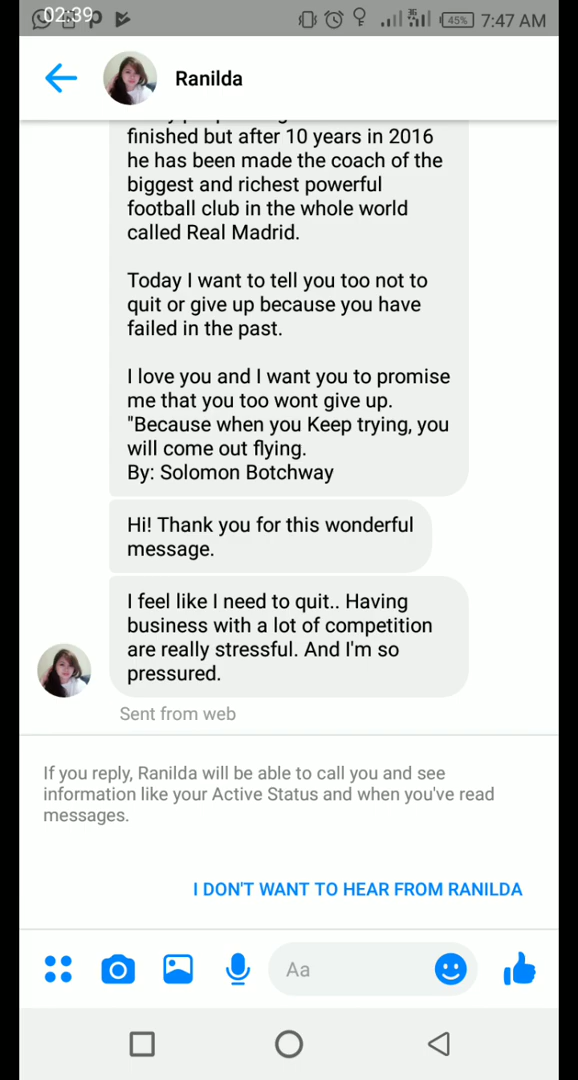 02:39
45%
7:47 AM
Ranilda
finished but after 10 years in 2016
he has been made the coach of the
biggest and richest powerful
football club in the whole world
called Real Madrid.
Today I want to tell you too not to
quit or give up because you have
failed in the past.
I love you and I want you to promise
me that you too wont give up.
"Because when you Keep trying, you
will come out flying.
By: Solomon Botchway
Hi! Thank you for this wonderful
message.
I feel like I need to quit.. Having
business with a lot of competition
are really stressful. And I'm so
pressured.
Sent from web
If you reply, Ranilda will be able to call you and see
information like your Active Status and when you've read
messages.
I DON'T WANT TO HEAR FROM RANILDA
Aa